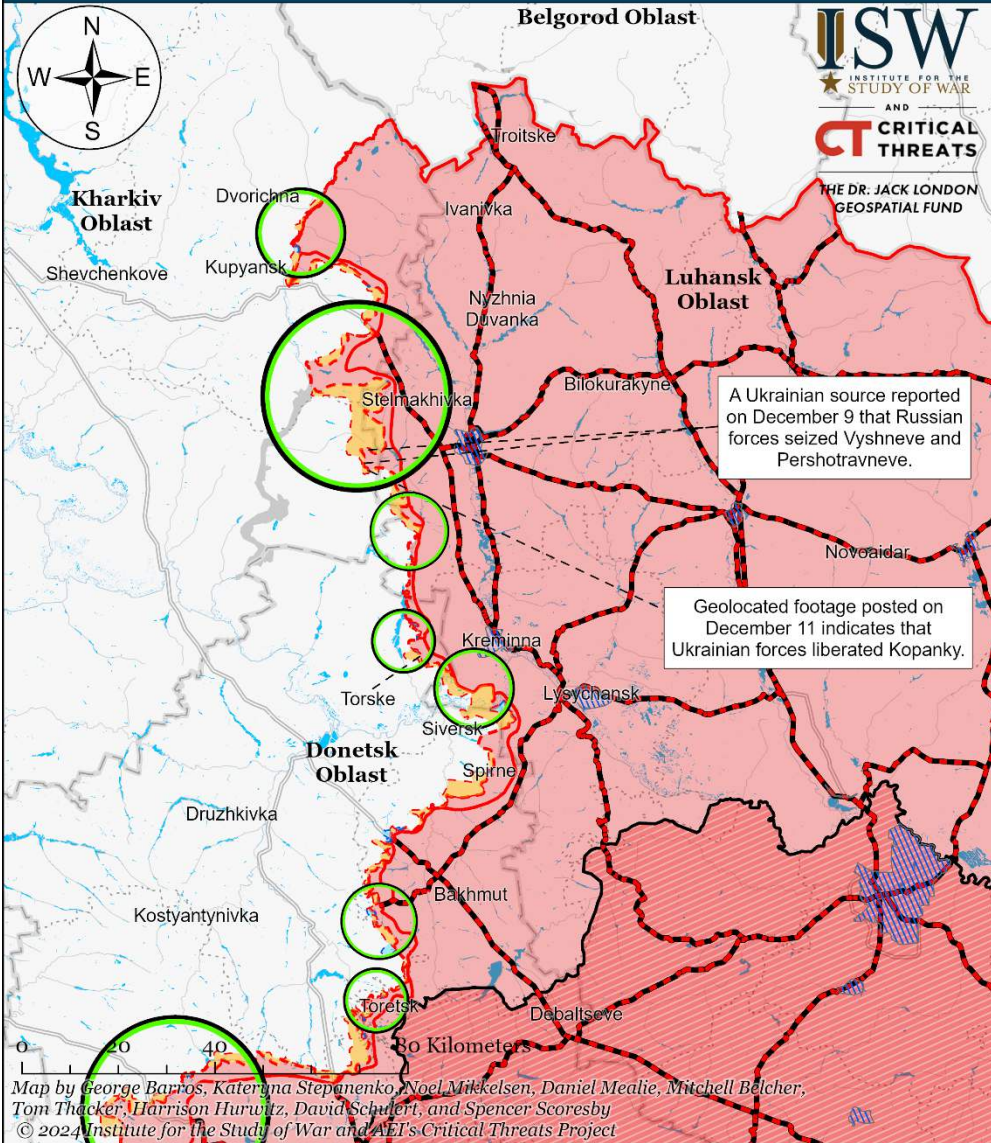 Belgorod Oblast
N
W E
S
ISW
INSTITUTE FOR THE
STUDY OF WAR
AND
CT CRITICAL
THREATS
THE DR. JACK LONDON
GEOSPATIAL FUND
Troitske
Kharkiv
Oblast
Dvorichna
Ivanivka
Shevchenkove
Kupyansk
Luhansk
Oblast
Nyzhnia
Duvanka
Bilokurakyne
Stelmakhivka
A Ukrainian source reported
on December 9 that Russian
forces seized Vyshneve and
Pershotravneve.
Novoaidar
Geolocated footage posted on
December 11 indicates that
Ukrainian forces liberated Kopanky.
Kreminna
Torske
Lysychansk
Siversk
Donetsk
Oblast
Spirne
Druzhkivka
Bakhmut
Kostyantynivka
Toretsk
Debaltseve
0 20 40 80 Kilometers
Map by George Barros, Kateryna Stepanenko, Noel Mikkelsen, Daniel Mealie, Mitchell Belcher,
Tom Thacker, Harrison Hurwitz, David Schulert, and Spencer Scoresby
© 2024 Institute for the Study of War and AEI's Critical Threats Project